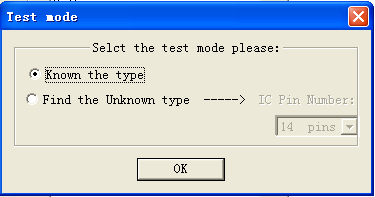 Test mode
Selct the test mode please:
Known the type
Find the Unknown type -----> IC Pin Number:
14 pins
OK